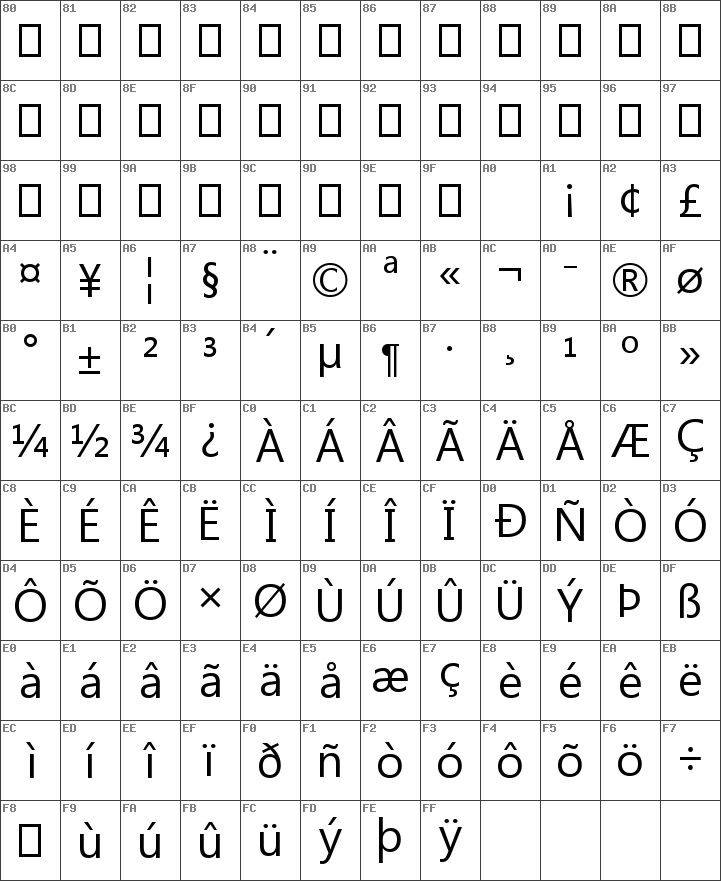 80 81 82 83 84 85 86 87 88 89 8A 8B
8C 8D 8E 8F 90 91 92 93 94 95 96 97
98 99 9A 9B 9C 9D 9E 9F A0 A1 A2 A3
¡ ¢ £
A4 A5 A6 A7 A8 A9 AA AB AC AD AE AF
¤ ¥ ¦ § ¨ © ª « ¬ ¯ ® ø
B0 B1 B2 B3 B4 B5 B6 B7 B8 B9 BA BB
° ± ² ³ ´ µ ¶ · ¸ ¹ º »
BC BD BE BF C0 C1 C2 C3 C4 C5 C6 C7
¼ ½ ¾ ¿ À Á Â Ã Ä Å Æ Ç
C8 C9 CA CB CC CD CE CF D0 D1 D2 D3
È É Ê Ë Ì Í Î Ï Ð Ñ Ò Ó
D4 D5 D6 D7 D8 D9 DA DB DC DD DE DF
Ô Õ Ö × Ø Ù Ú Û Ü Ý Þ ß
E0 E1 E2 E3 E4 E5 E6 E7 E8 E9 EA EB
à á â ã ä å æ ç è é ê ë
EC ED EE EF F0 F1 F2 F3 F4 F5 F6 F7
ì í î ï ð ñ ò ó ô õ ö ÷
F8 F9 FA FB FC FD FE FF
ù ú û ü ý þ ÿ